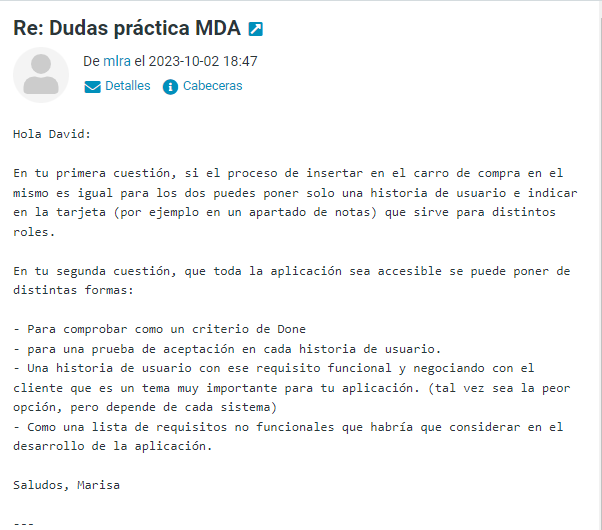 Re: Dudas práctica MDA
De mlra el 2023-10-02 18:47
Detalles Cabeceras
Hola David:
En tu primera cuestión, si el proceso de insertar en el carro de compra en el
mismo es igual para los dos puedes poner solo una historia de usuario e indicar
en la tarjeta (por ejemplo en un apartado de notas) que sirve para distintos
roles.
En tu segunda cuestión, que toda la aplicación sea accesible se puede poner de
distintas formas:
- Para comprobar como un criterio de Done
- para una prueba de aceptación en cada historia de usuario.
- Una historia de usuario con ese requisito funcional y negociando con el
cliente que es un tema muy importante para tu aplicación. (tal vez sea la peor
opción, pero depende de cada sistema)
- Como una lista de requisitos no funcionales que habría que considerar en el
desarrollo de la aplicación.
Saludos, Marisa
---